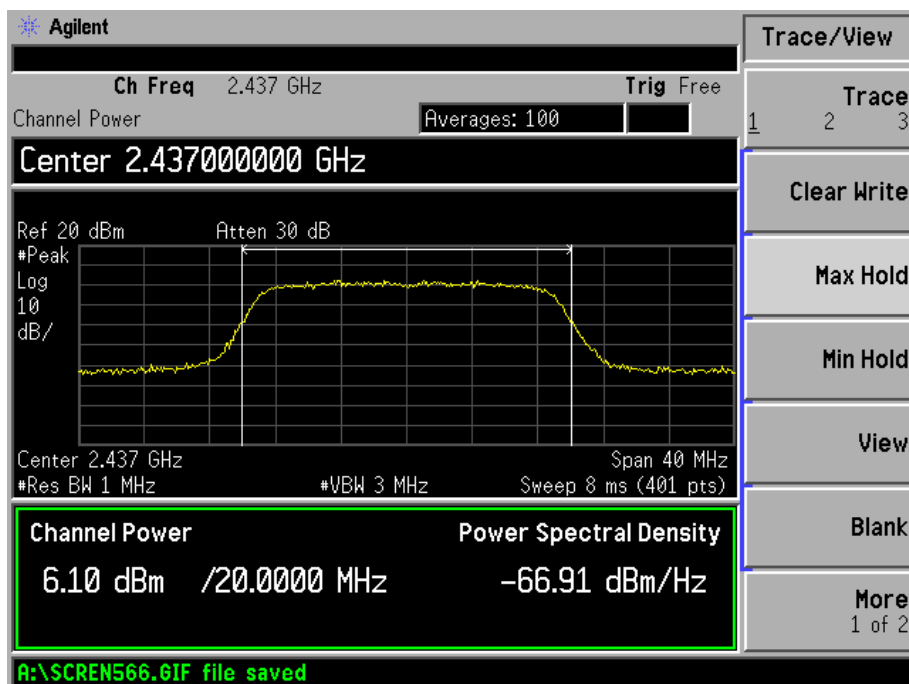 Agilent
Trace/View
Ch Freq 2.437 GHz Trig Free
Channel Power Averages: 100
Center 2.437000000 GHz
Ref 20 dBm Atten 30 dB
#Peak
Log
10
dB/
Center 2.437 GHz Span 40 MHz
#Res BW 1 MHz #VBW 3 MHz Sweep 8 ms (401 pts)
Channel Power Power Spectral Density
6.10 dBm /20.0000 MHz -66.91 dBm/Hz
A:\SCREN566.GIF file saved
Trace
1 2 3
Clear Write
Max Hold
Min Hold
View
Blank
More
1 of 2